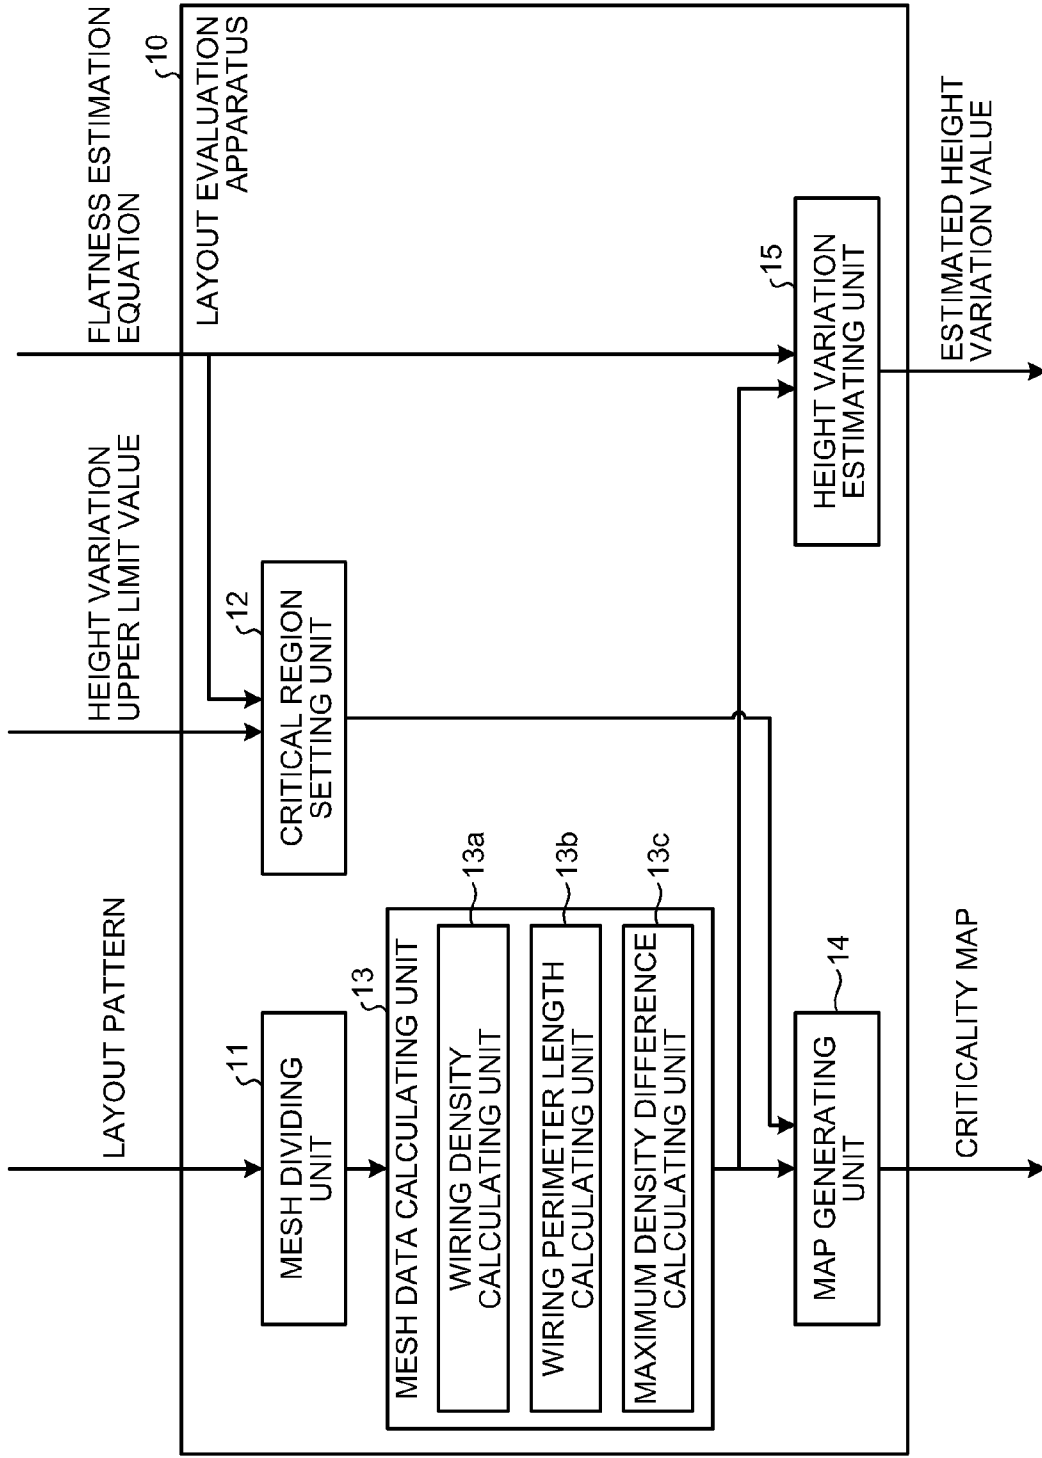 LAYOUT PATTERN
HEIGHT VARIATION
UPPER LIMIT VALUE
FLATNESS ESTIMATION
EQUATION
10
LAYOUT EVALUATION
APPARATUS
11
MESH DIVIDING
UNIT
12
CRITICAL REGION
SETTING UNIT
13
MESH DATA CALCULATING UNIT
13a
WIRING DENSITY
CALCULATING UNIT
13b
WIRING PERIMETER LENGTH
CALCULATING UNIT
13c
MAXIMUM DENSITY DIFFERENCE
CALCULATING UNIT
14
MAP GENERATING
UNIT
15
HEIGHT VARIATION
ESTIMATING UNIT
CRITICALITY MAP
ESTIMATED HEIGHT
VARIATION VALUE